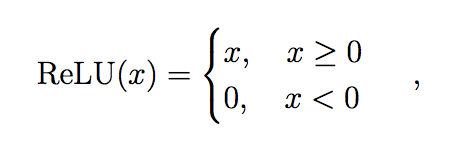 ReLU(x) = { x, x ≥ 0
0, x < 0 ,